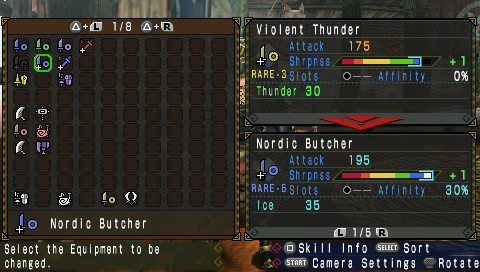 △+L 1/8 △+R
Nordic Butcher
Select the Equipment to be
changed.
Violent Thunder
Attack 175
Shrpnss +1
RARE-3 Slots Affinity 0%
Thunder 30
Nordic Butcher
Attack 195
Shrpnss +1
RARE-6 Slots Affinity 30%
Ice 35
L 1/5 R
Skill Info SELECT Sort
START Camera Settings Rotate